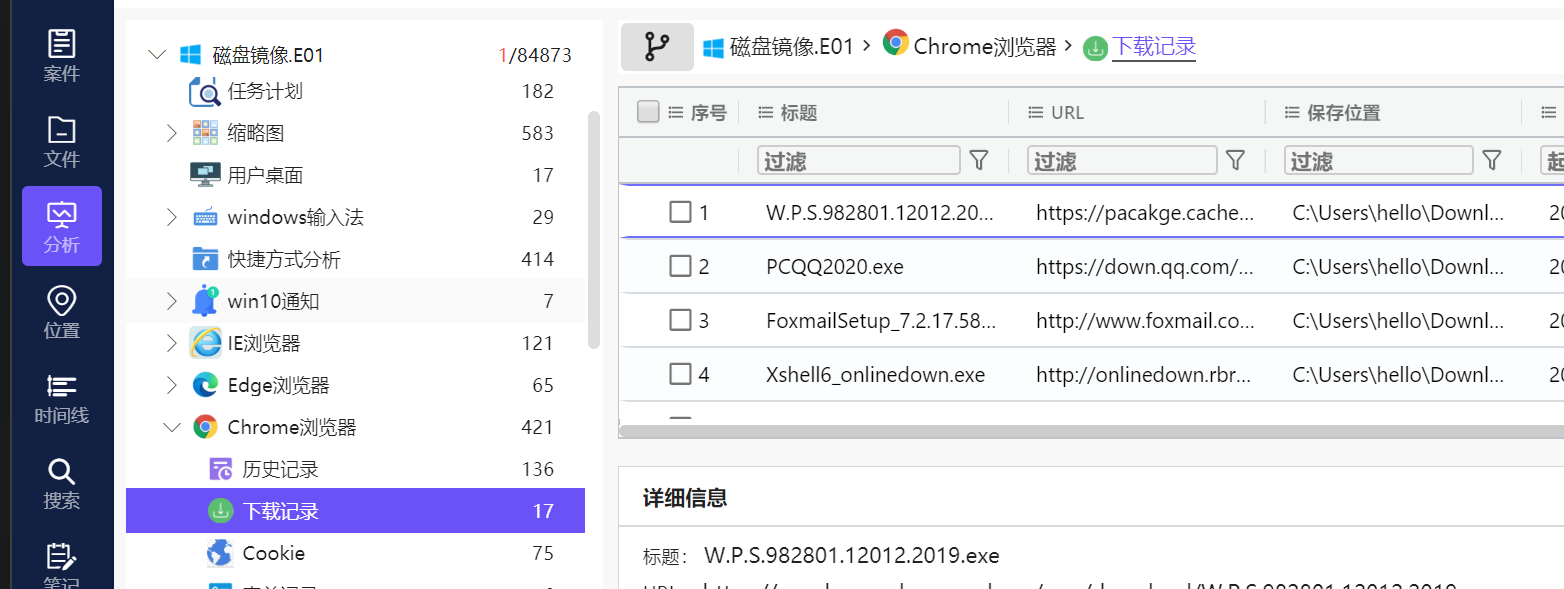 案件
文件
分析
位置
时间线
搜索
笔记
磁盘镜像.E01 1/84873
任务计划 182
缩略图 583
用户桌面 17
windows输入法 29
快捷方式分析 414
win10通知 7
IE浏览器 121
Edge浏览器 65
Chrome浏览器 421
历史记录 136
下载记录 17
Cookie 75
磁盘镜像.E01 › Chrome浏览器 › 下载记录
序号 标题 URL 保存位置
过滤 过滤 过滤 起
1 W.P.S.982801.12012.20... https://pacakge.cache... C:\Users\hello\Downl... 20
2 PCQQ2020.exe https://down.qq.com/... C:\Users\hello\Downl... 20
3 FoxmailSetup_7.2.17.58... http://www.foxmail.co... C:\Users\hello\Downl... 20
4 Xshell6_onlinedown.exe http://onlinedown.rbr... C:\Users\hello\Downl... 20
详细信息
标题： W.P.S.982801.12012.2019.exe